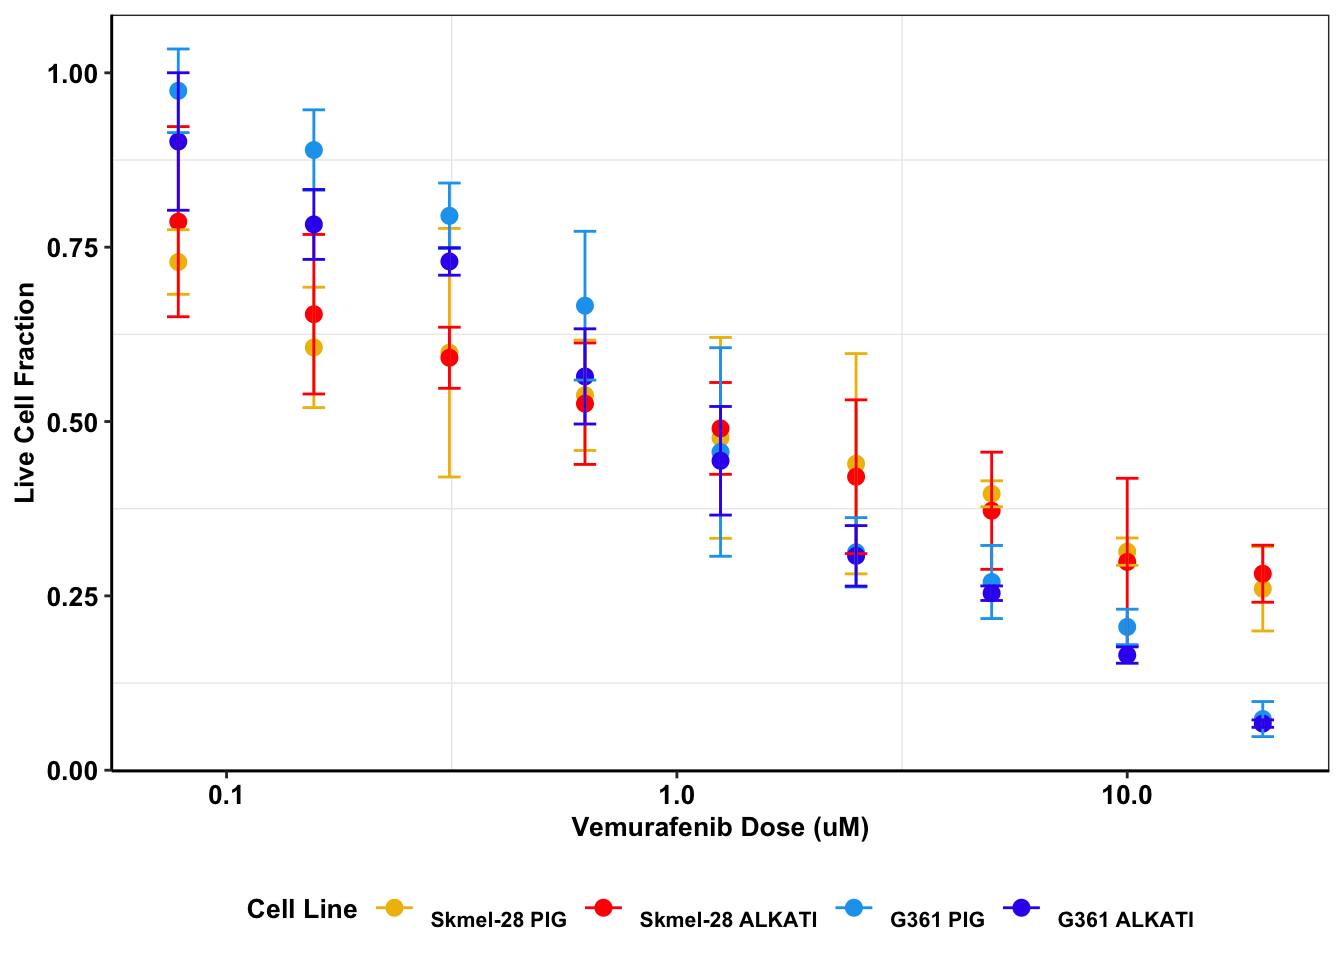 1.00
0.75
0.50
0.25
0.00
Live Cell Fraction
0.1 1.0 10.0
Vemurafenib Dose (uM)
Cell Line Skmel-28 PIG Skmel-28 ALKATI G361 PIG G361 ALKATI